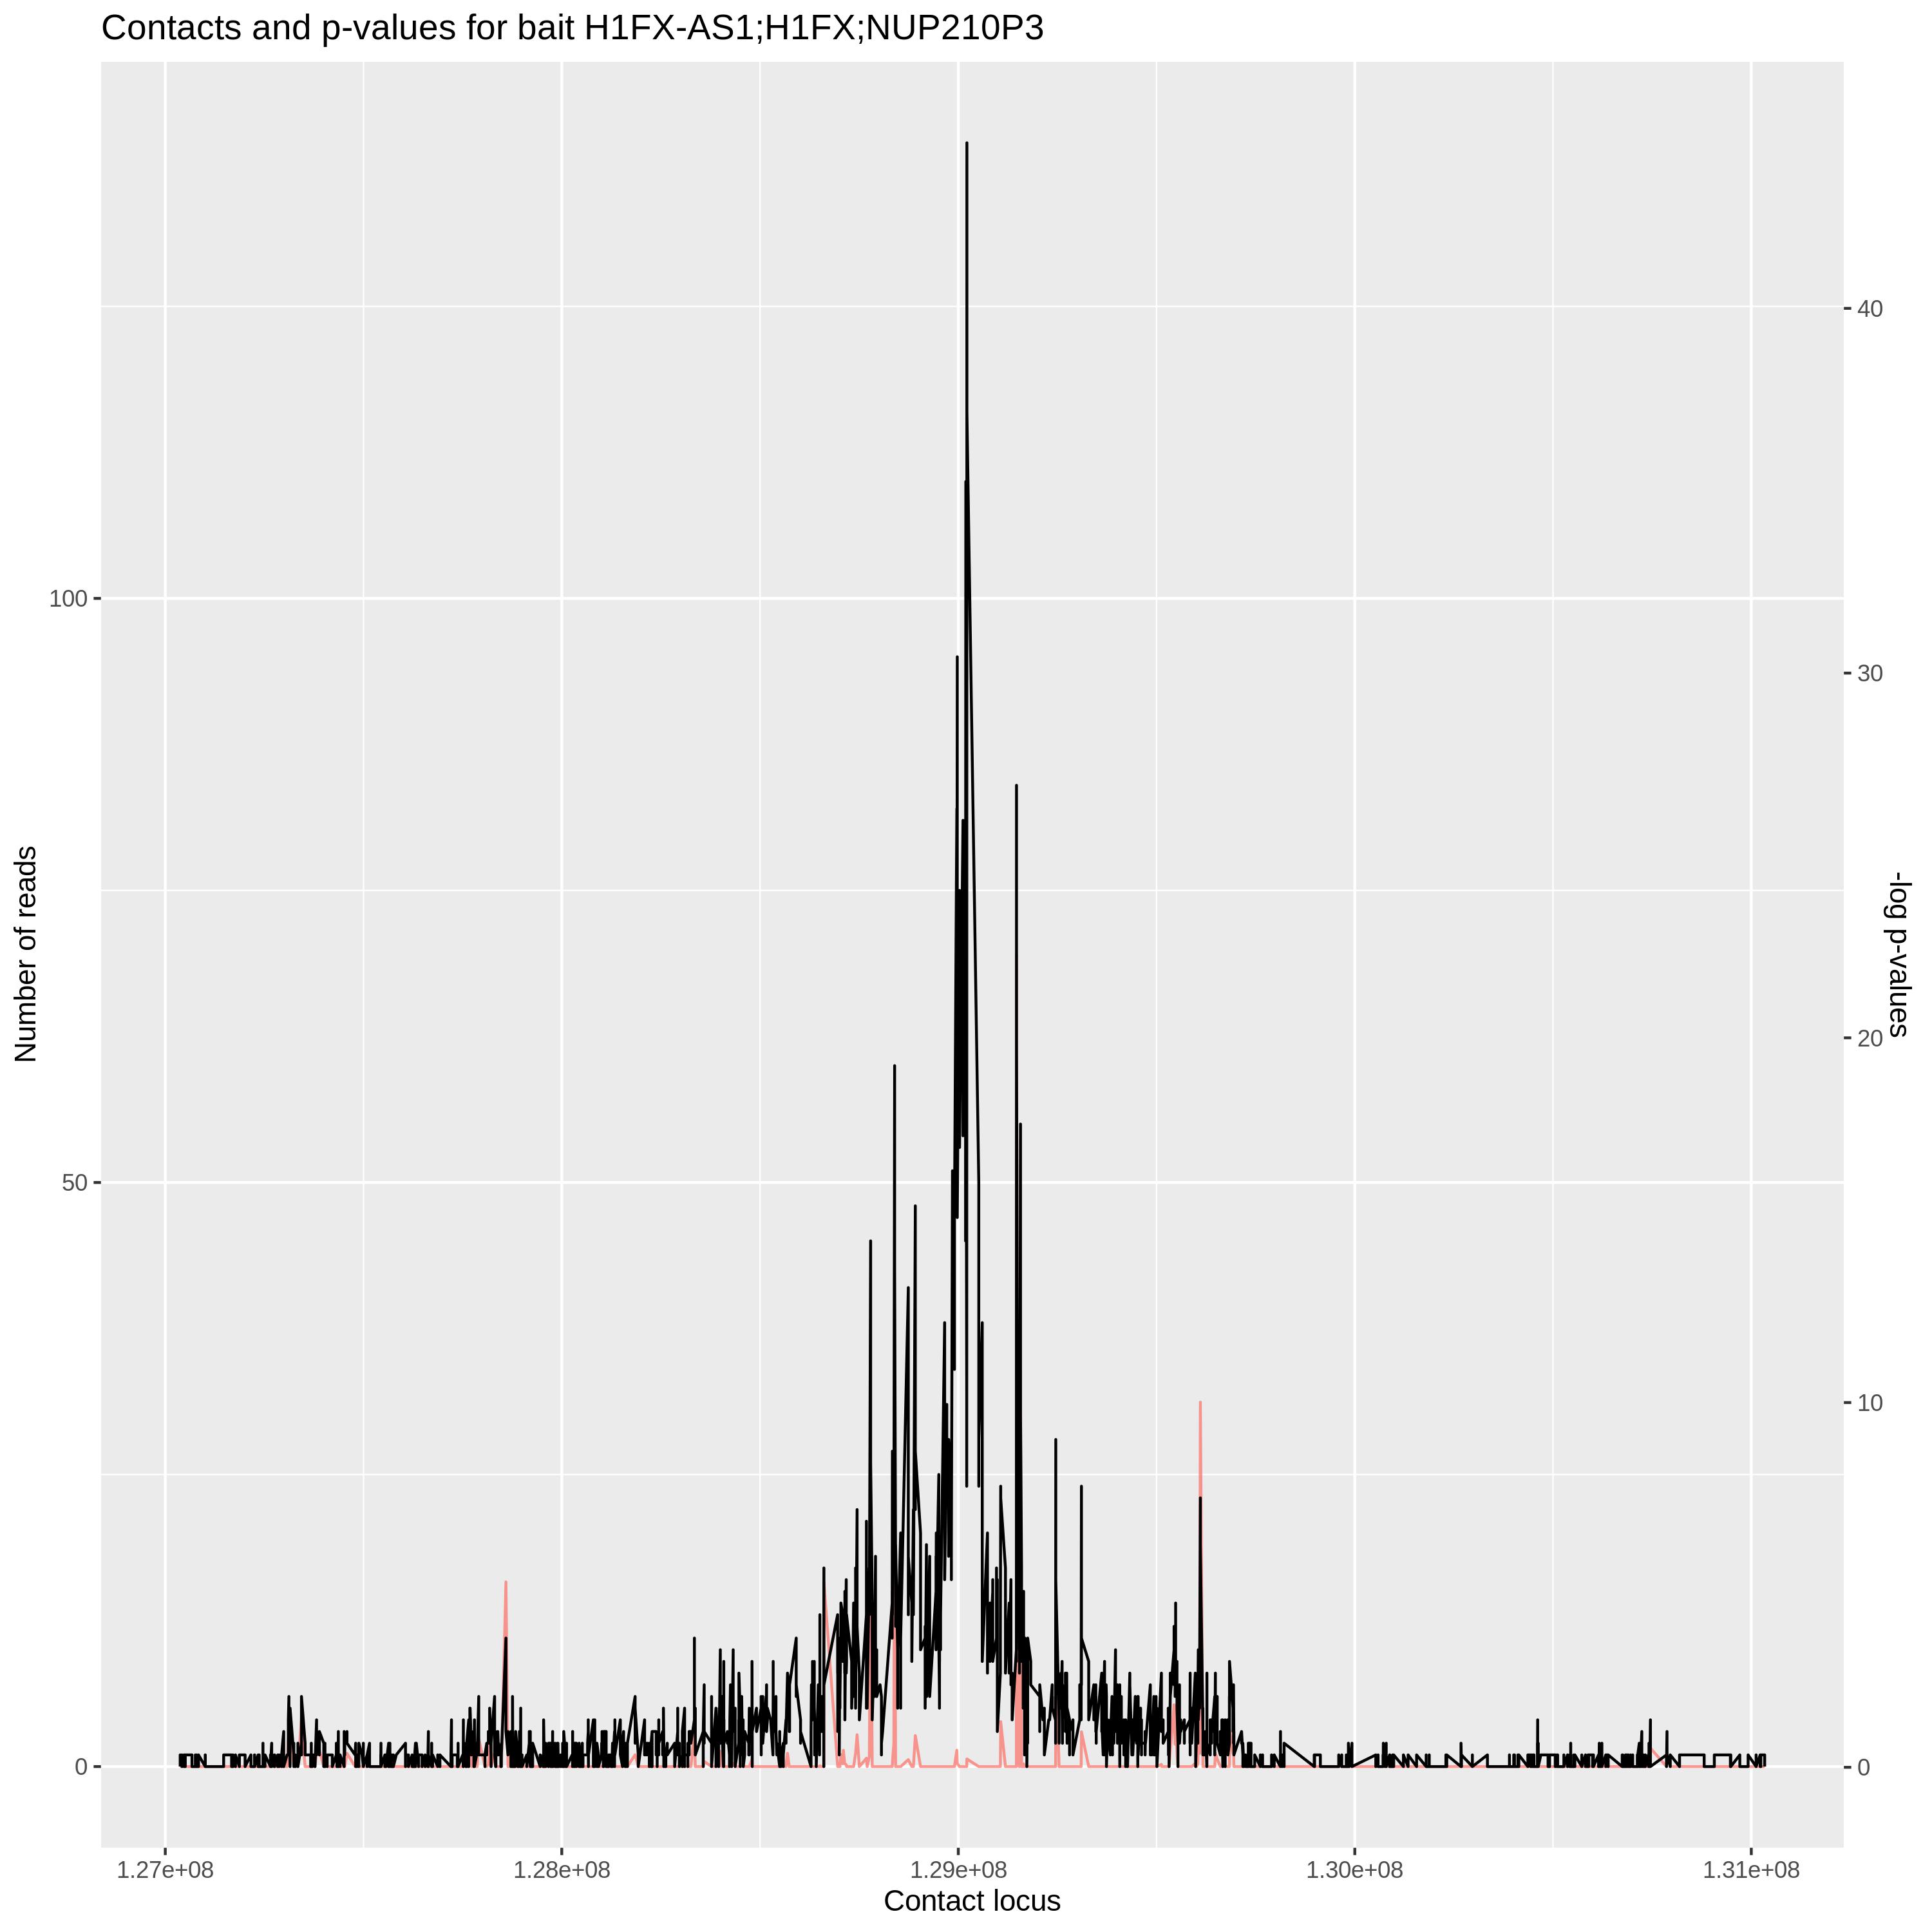 Contacts and p-values for bait H1FX-AS1;H1FX;NUP210P3
Number of reads
100
50
0
40
30
20
10
0
-log p-values
1.27e+08 1.28e+08 1.29e+08 1.30e+08 1.31e+08
Contact locus